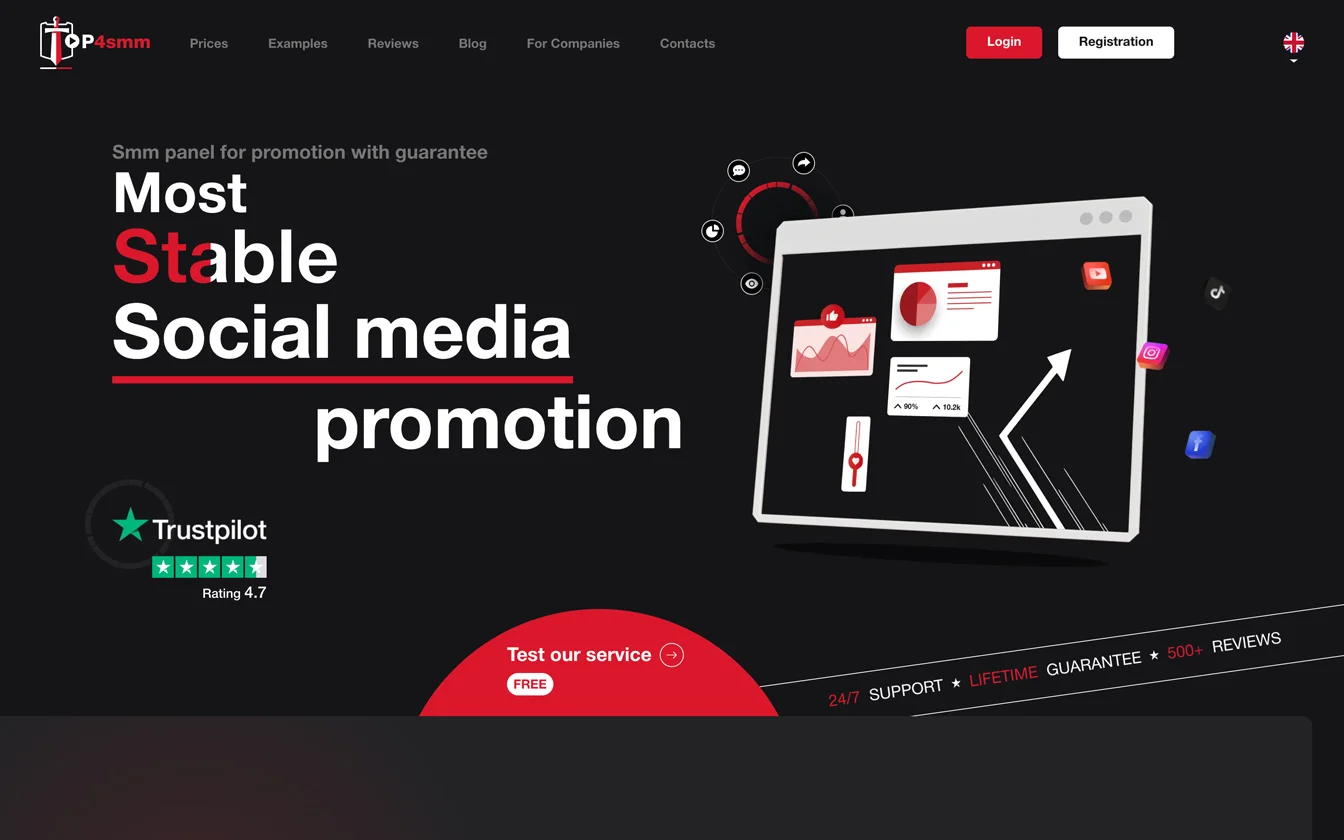 TOP4smm
Prices
Examples
Reviews
Blog
For Companies
Contacts
Login
Registration
Smm panel for promotion with guarantee
Most
Stable
Social media
promotion
90%
10.2k
Trustpilot
Rating 4.7
Test our service
FREE
24/7 SUPPORT ★ LIFETIME GUARANTEE ★ 500+ REVIEWS